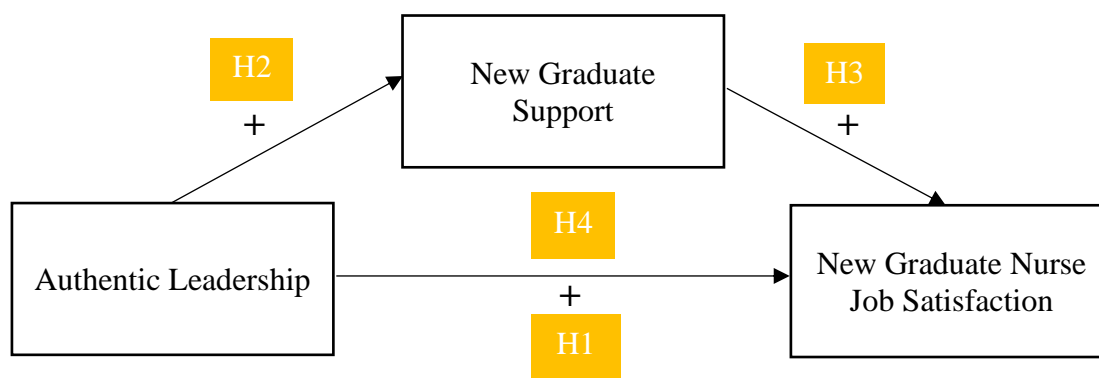 H2
+
New Graduate
Support
H3
+
Authentic Leadership
H4
+
H1
New Graduate Nurse
Job Satisfaction